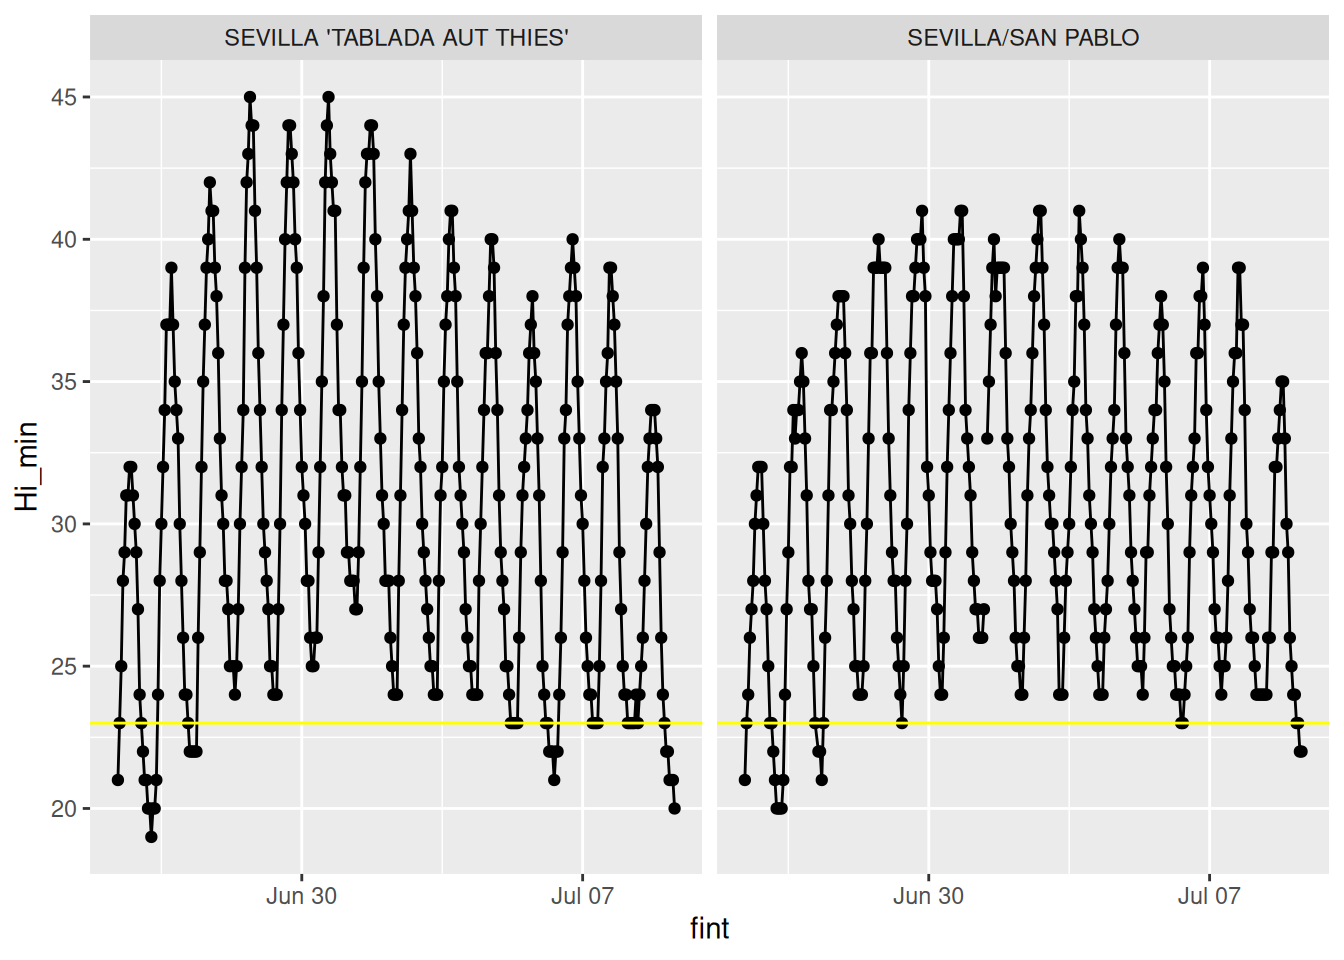 SEVILLA 'TABLADA AUT THIES'
SEVILLA/SAN PABLO
45
40
35
30
25
20
Hi_min
Jun 30
Jul 07
Jun 30
Jul 07
fint